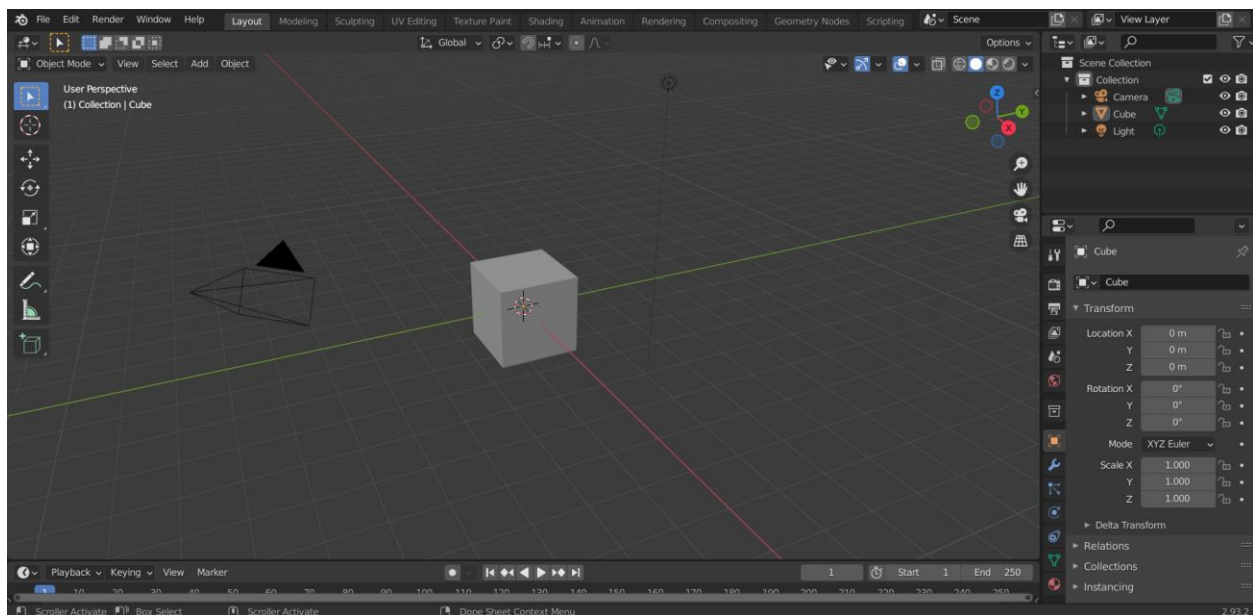 File Edit Render Window Help Layout Modeling Sculpting UV Editing Texture Paint Shading Animation Rendering Compositing Geometry Nodes Scripting Scene View Layer
Global Options
Object Mode View Select Add Object
User Perspective
(1) Collection | Cube
Z
Y
X
Scene Collection
Collection
Camera
Cube
Light
Cube
Cube
Transform
Location X 0 m
Y 0 m
Z 0 m
Rotation X 0°
Y 0°
Z 0°
Mode XYZ Euler
Scale X 1.000
Y 1.000
Z 1.000
Delta Transform
Relations
Collections
Instancing
Playback Keying View Marker 1 Start 1 End 250
1 10 20 30 40 50 60 70 80 90 100 110 120 130 140 150 160 170 180 190 200 210 220 230 240 250
Scroller Activate Box Select Scroller Activate Dope Sheet Context Menu 2.93.2